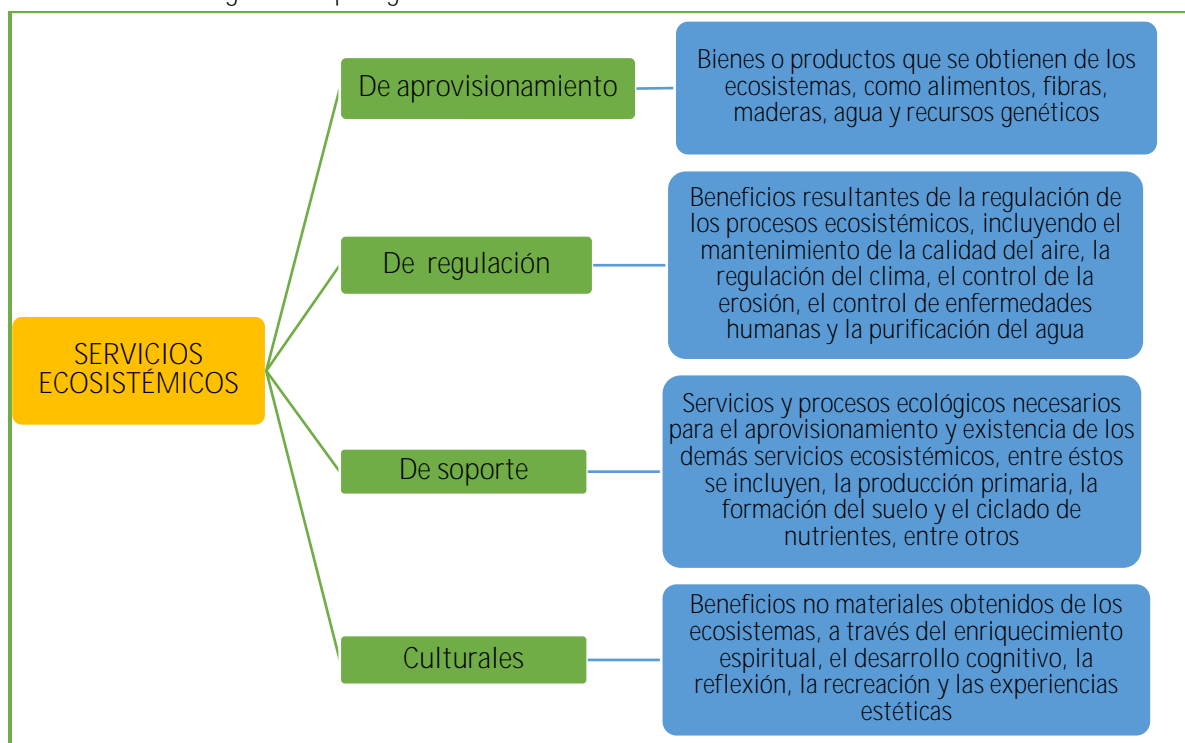 SERVICIOS
ECOSISTÉMICOS
De aprovisionamiento
Bienes o productos que se obtienen de los
ecosistemas, como alimentos, fibras,
maderas, agua y recursos genéticos
De regulación
Beneficios resultantes de la regulación de
los procesos ecosistémicos, incluyendo el
mantenimiento de la calidad del aire, la
regulación del clima, el control de la
erosión, el control de enfermedades
humanas y la purificación del agua
De soporte
Servicios y procesos ecológicos necesarios
para el aprovisionamiento y existencia de los
demás servicios ecosistémicos, entre éstos
se incluyen, la producción primaria, la
formación del suelo y el ciclado de
nutrientes, entre otros
Culturales
Beneficios no materiales obtenidos de los
ecosistemas, a través del enriquecimiento
espiritual, el desarrollo cognitivo, la
reflexión, la recreación y las experiencias
estéticas